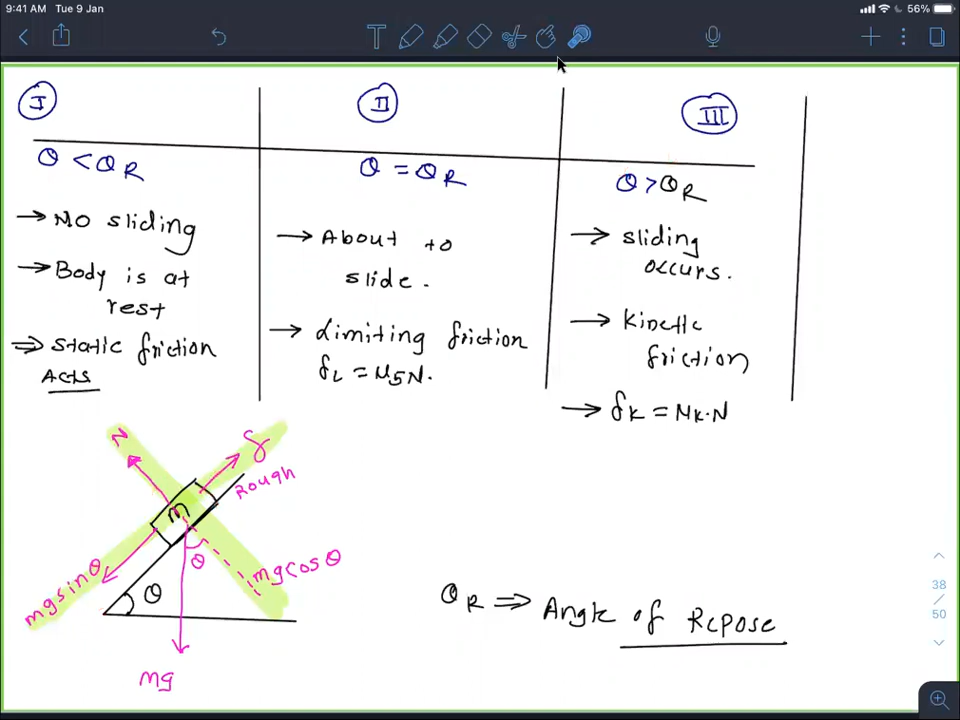 9:41 AM Tue 9 Jan
56%
I
II
III
θ < θR
θ = θR
θ > θR
→ No sliding
→ Body is at
rest
⇒ static friction
Acts
→ About to
slide.
→ Limiting friction
fL = μsN.
→ sliding
occurs.
→ Kinetic
friction
→ fK = μK.N
N
f
rough
m
θ
mgsinθ
mgcosθ
θ
mg
θR ⇒ Angle of Repose
38
/
50